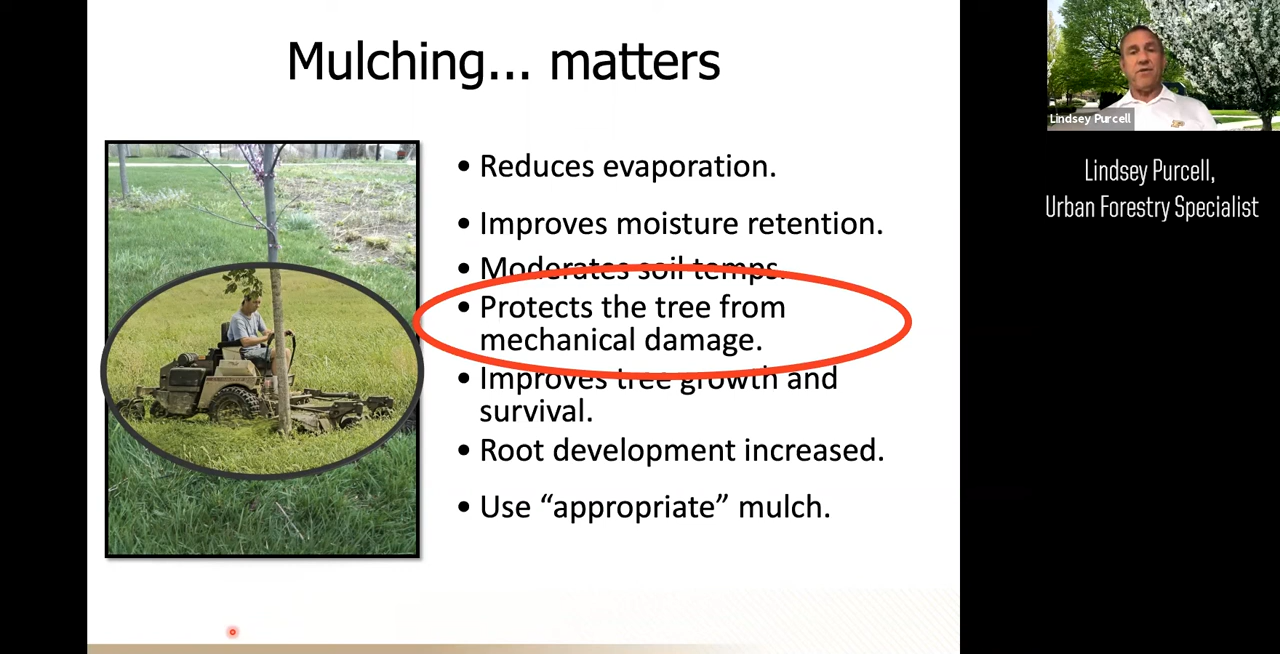 Mulching... matters
• Reduces evaporation.
• Improves moisture retention.
• Moderates soil temps.
• Protects the tree from
mechanical damage.
• Improves tree growth and
survival.
• Root development increased.
• Use “appropriate” mulch.
Lindsey Purcell
Lindsey Purcell,
Urban Forestry Specialist